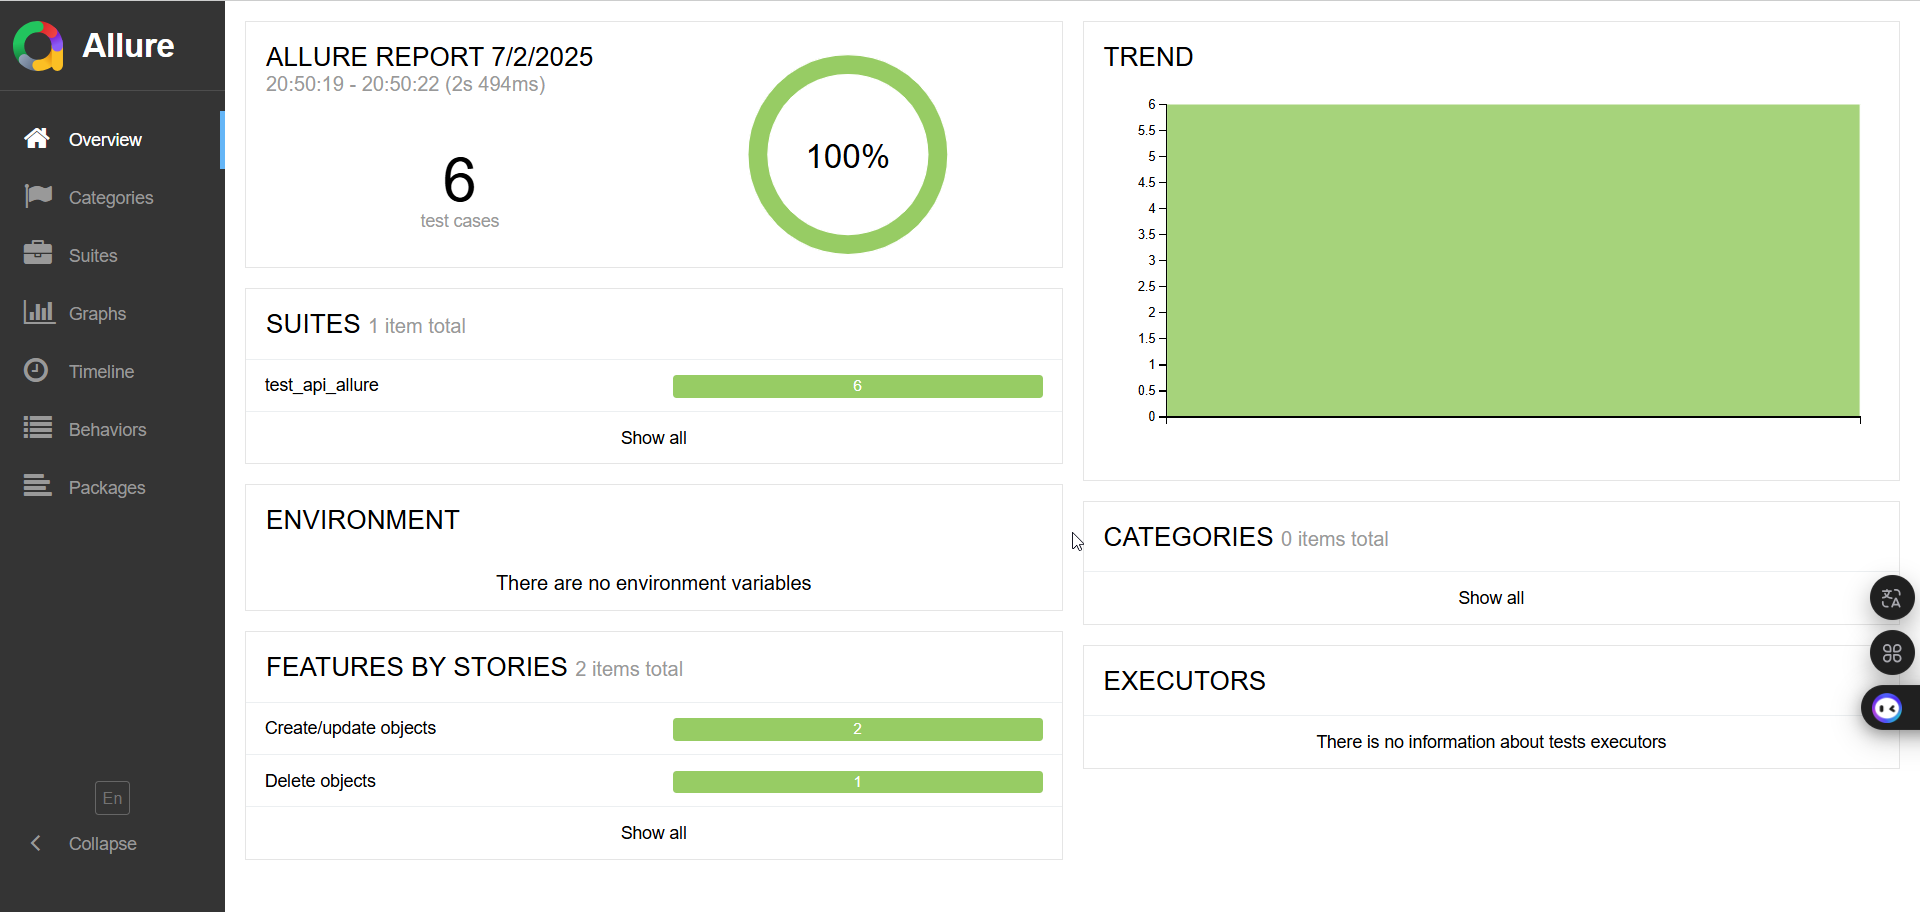 Allure
Overview
Categories
Suites
Graphs
Timeline
Behaviors
Packages
En
Collapse
ALLURE REPORT 7/2/2025
20:50:19 - 20:50:22 (2s 494ms)
6
test cases
100%
SUITES 1 item total
test_api_allure 6
Show all
ENVIRONMENT
There are no environment variables
FEATURES BY STORIES 2 items total
Create/update objects 2
Delete objects 1
Show all
TREND
6
5.5
5
4.5
4
3.5
3
2.5
2
1.5
1
0.5
0
CATEGORIES 0 items total
Show all
EXECUTORS
There is no information about tests executors